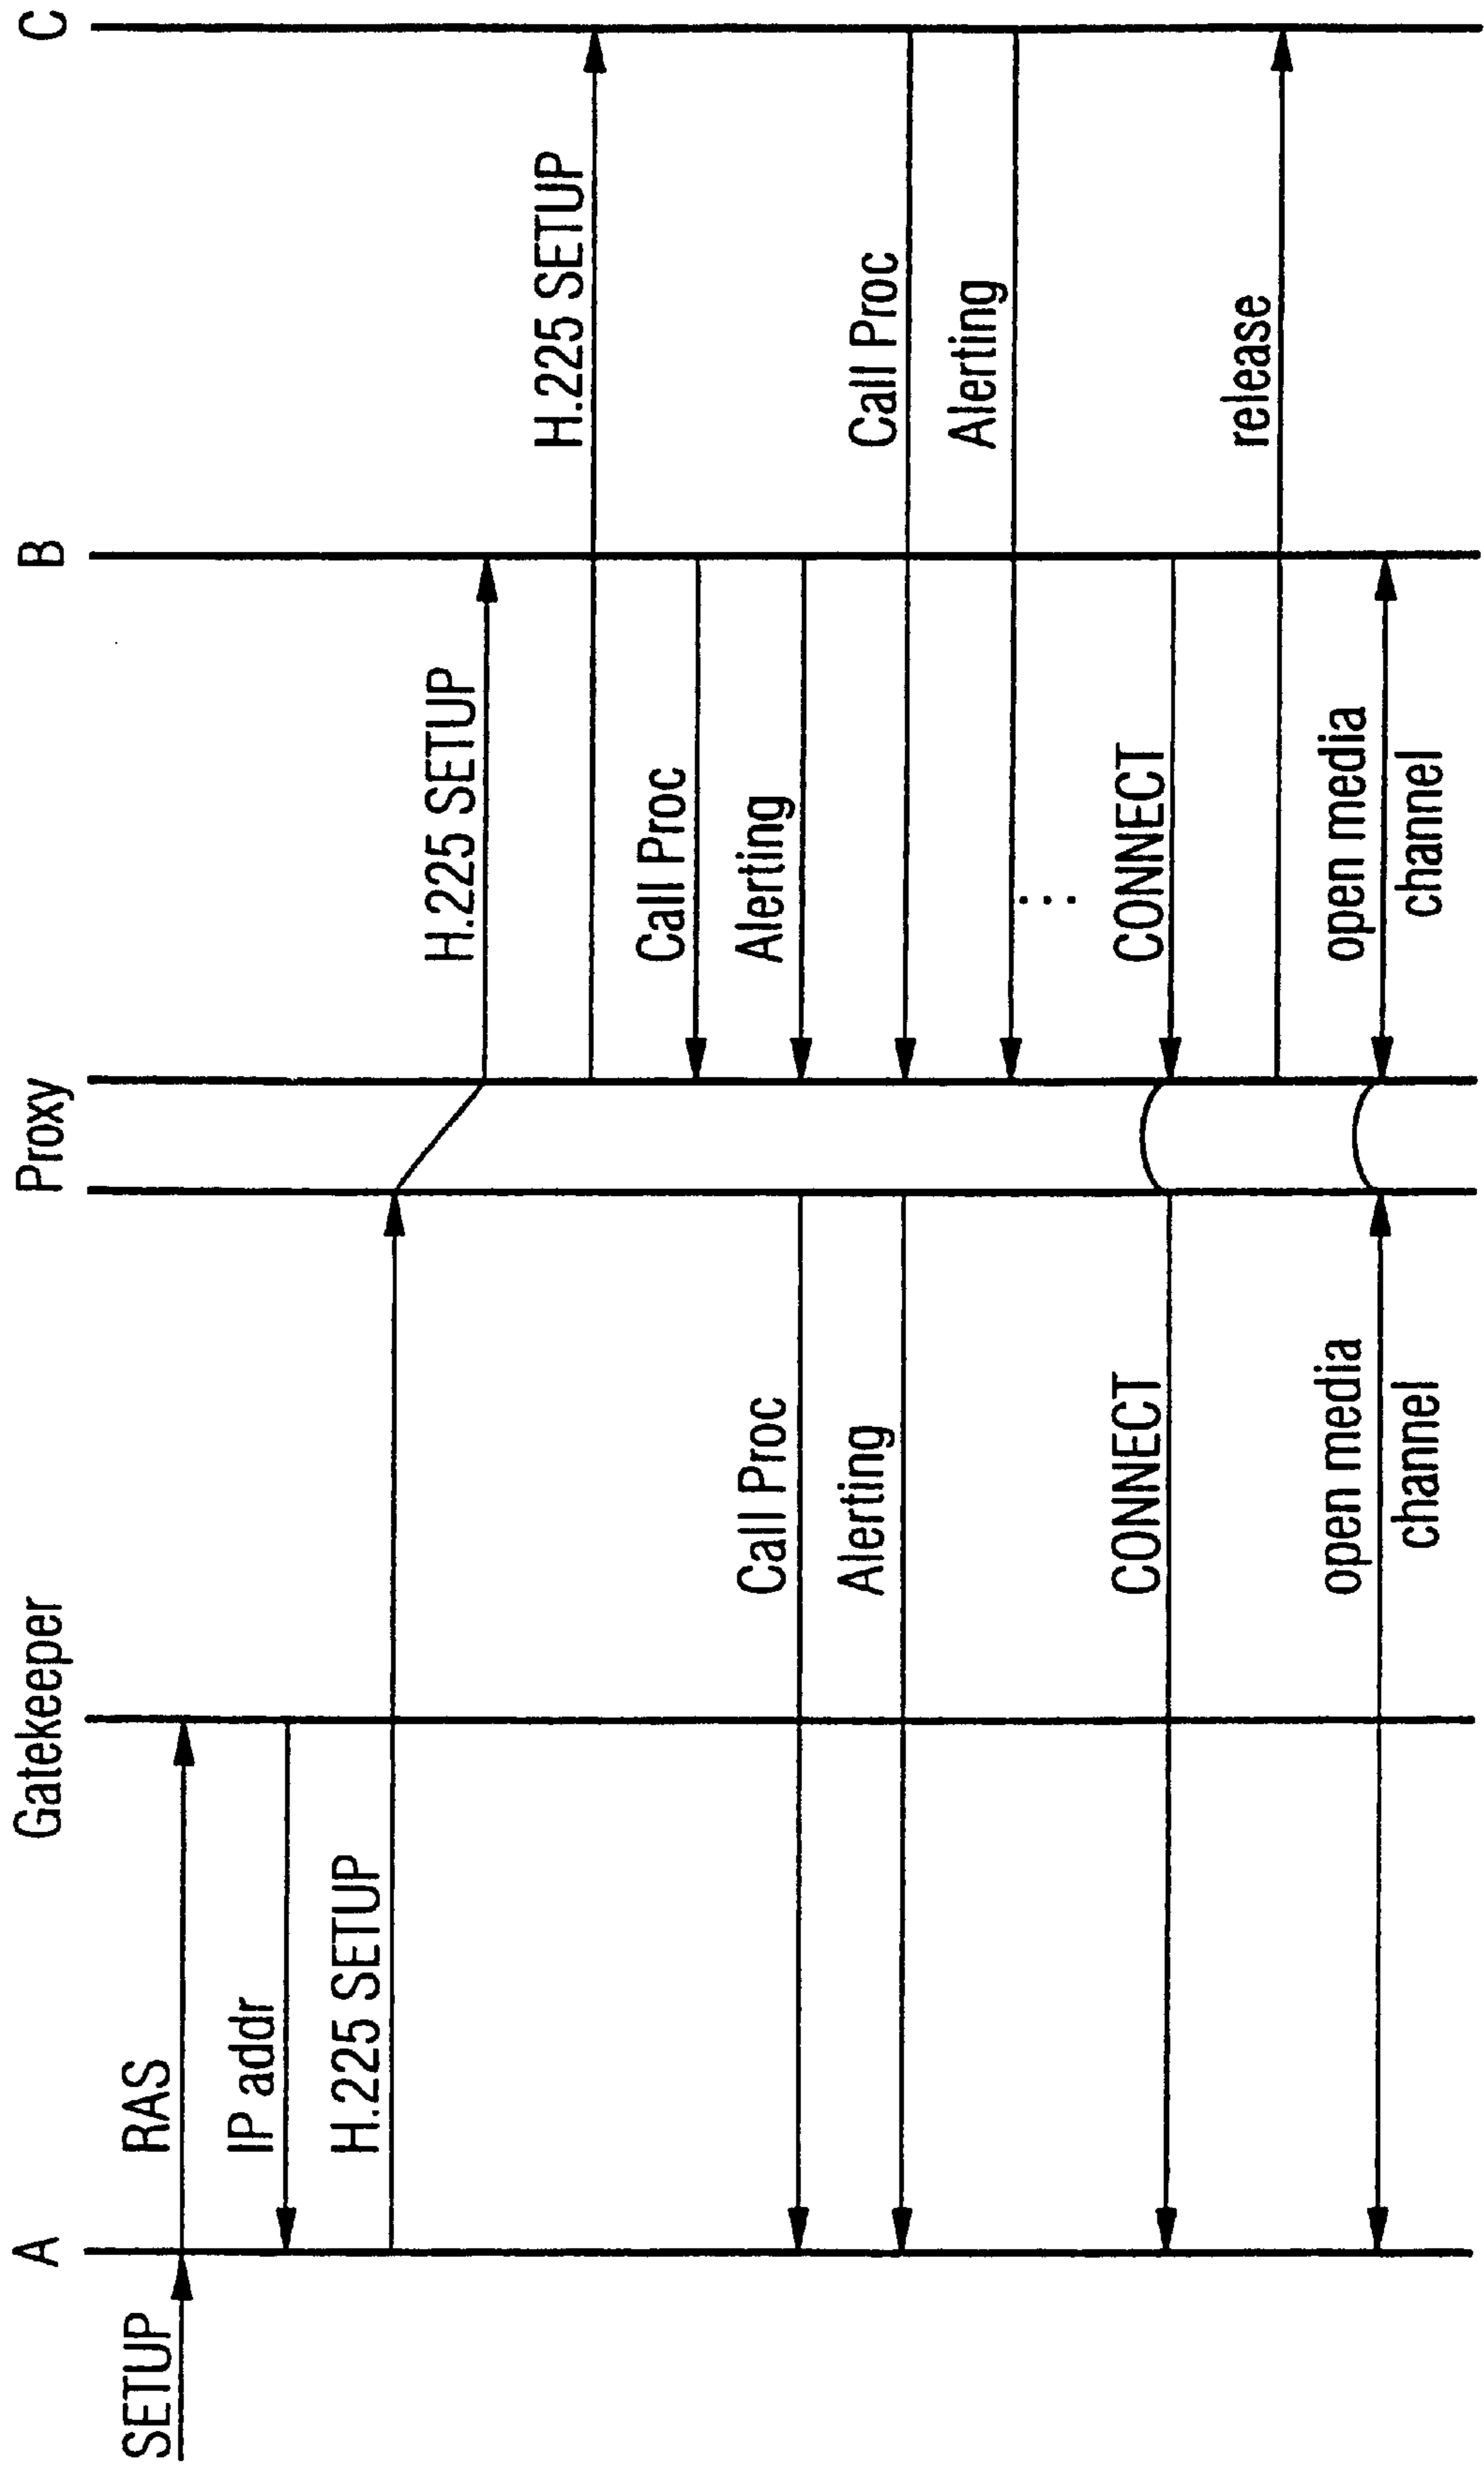 A
Gatekeeper
Proxy
B
C
SETUP
RAS
IP addr
H.225 SETUP
H.225 SETUP
H.225 SETUP
Call Proc
Call Proc
Alerting
Alerting
Call Proc
Alerting
...
CONNECT
CONNECT
release
open media
channel
open media
channel